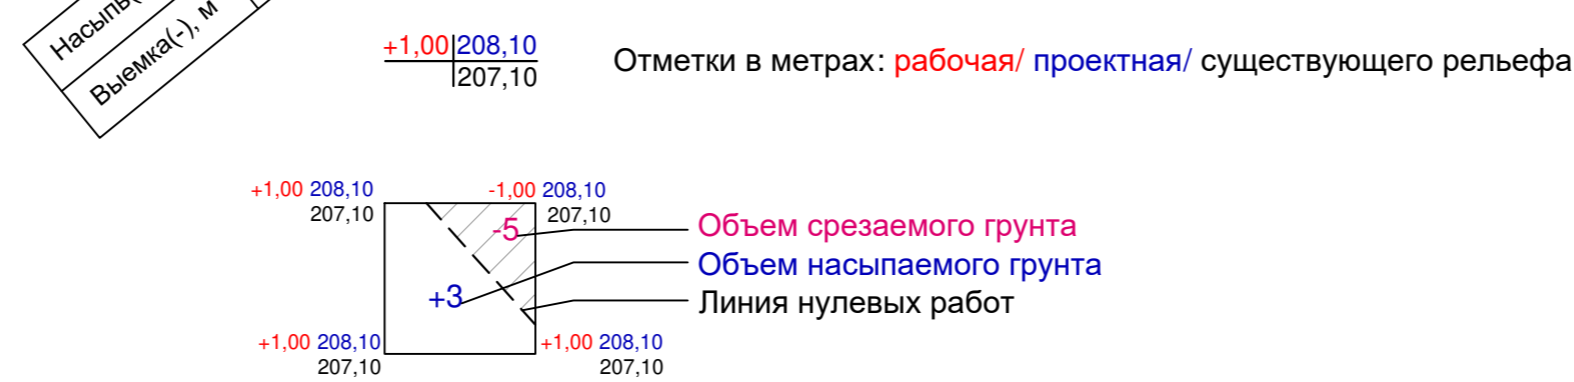 Насыпь(
Выемка(-), м
+1,00 208,10
207,10
Отметки в метрах: рабочая/ проектная/ существующего рельефа
+1,00 208,10
207,10
-1,00 208,10
207,10
-5
+3
Объем срезаемого грунта
Объем насыпаемого грунта
Линия нулевых работ
+1,00 208,10
207,10
+1,00 208,10
207,10